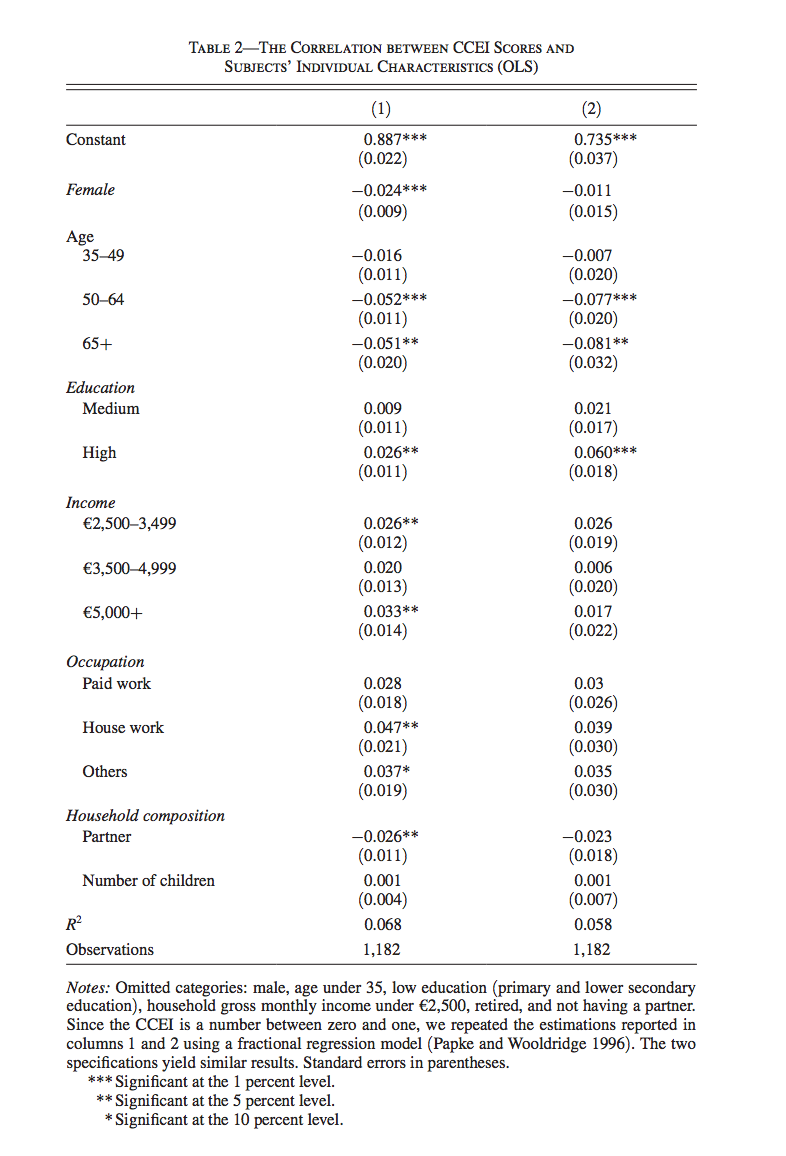 TABLE 2—THE CORRELATION BETWEEN CCEI SCORES AND
SUBJECTS' INDIVIDUAL CHARACTERISTICS (OLS)
(1) (2)
Constant 0.887*** 0.735***
(0.022) (0.037)
Female −0.024*** −0.011
(0.009) (0.015)
Age
35–49 −0.016 −0.007
(0.011) (0.020)
50–64 −0.052*** −0.077***
(0.011) (0.020)
65+ −0.051** −0.081**
(0.020) (0.032)
Education
Medium 0.009 0.021
(0.011) (0.017)
High 0.026** 0.060***
(0.011) (0.018)
Income
€2,500–3,499 0.026** 0.026
(0.012) (0.019)
€3,500–4,999 0.020 0.006
(0.013) (0.020)
€5,000+ 0.033** 0.017
(0.014) (0.022)
Occupation
Paid work 0.028 0.03
(0.018) (0.026)
House work 0.047** 0.039
(0.021) (0.030)
Others 0.037* 0.035
(0.019) (0.030)
Household composition
Partner −0.026** −0.023
(0.011) (0.018)
Number of children 0.001 0.001
(0.004) (0.007)
R² 0.068 0.058
Observations 1,182 1,182
Notes: Omitted categories: male, age under 35, low education (primary and lower secondary
education), household gross monthly income under €2,500, retired, and not having a partner.
Since the CCEI is a number between zero and one, we repeated the estimations reported in
columns 1 and 2 using a fractional regression model (Papke and Wooldridge 1996). The two
specifications yield similar results. Standard errors in parentheses.
*** Significant at the 1 percent level.
** Significant at the 5 percent level.
* Significant at the 10 percent level.